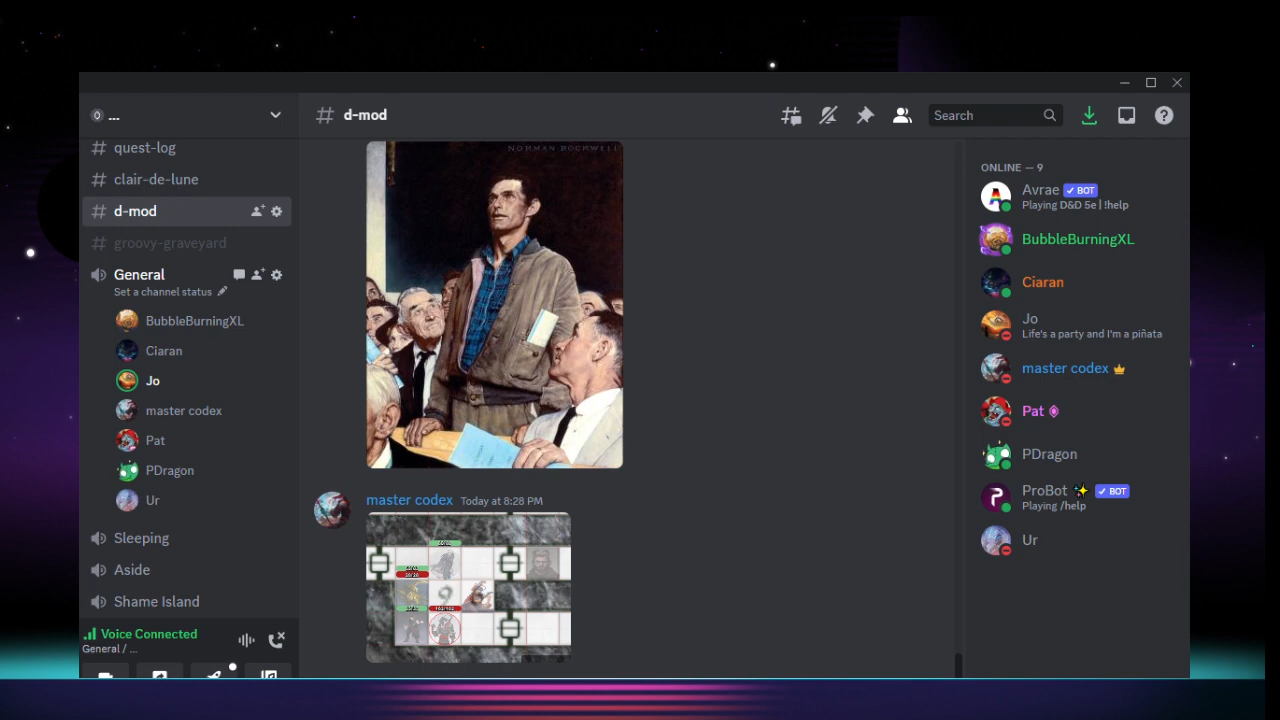 ...
quest-log
clair-de-lune
d-mod
groovy-graveyard
General
Set a channel status
BubbleBurningXL
Ciaran
Jo
master codex
Pat
PDragon
Ur
Sleeping
Aside
Shame Island
Voice Connected
General / ...
d-mod
Search
NORMAN ROCKWELL
master codex Today at 8:28 PM
ONLINE — 9
Avrae BOT
Playing D&D 5e | !help
BubbleBurningXL
Ciaran
Jo
Life's a party and I'm a piñata
master codex
Pat
PDragon
ProBot ✨ BOT
Playing /help
Ur